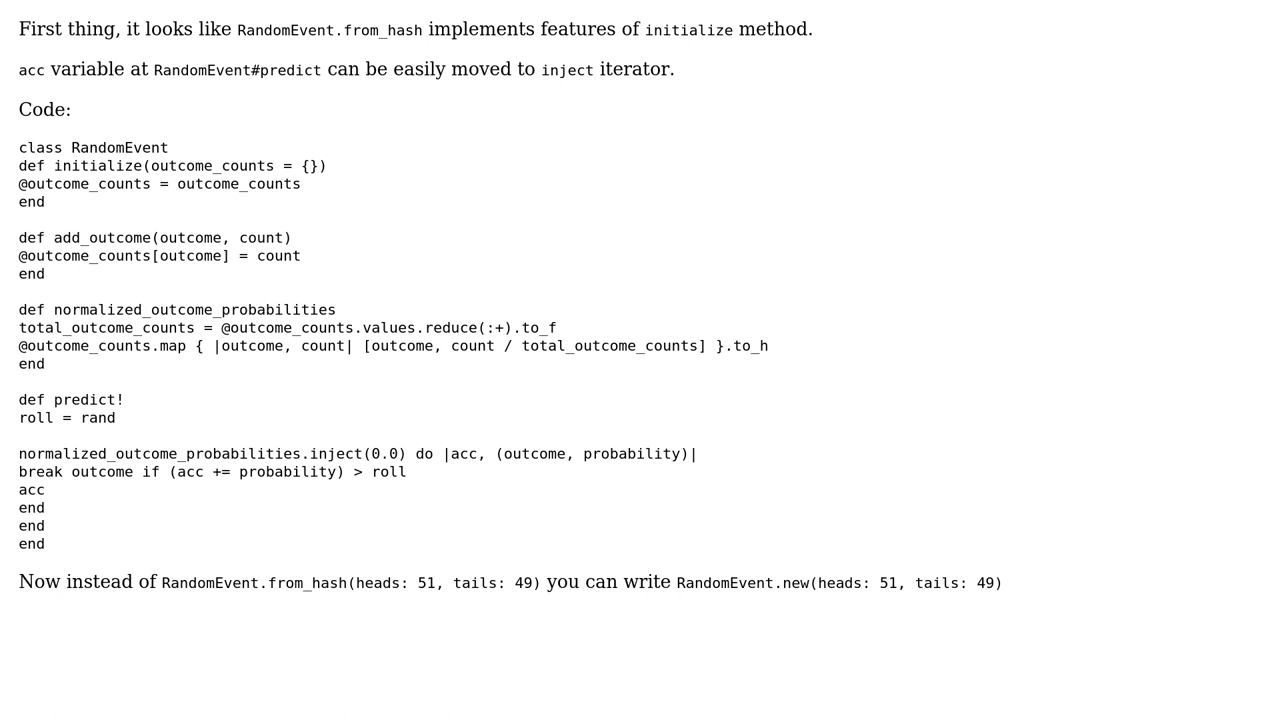 First thing, it looks like RandomEvent.from_hash implements features of initialize method.
acc variable at RandomEvent#predict can be easily moved to inject iterator.
Code:
class RandomEvent
def initialize(outcome_counts = {})
@outcome_counts = outcome_counts
end
def add_outcome(outcome, count)
@outcome_counts[outcome] = count
end
def normalized_outcome_probabilities
total_outcome_counts = @outcome_counts.values.reduce(:+).to_f
@outcome_counts.map { |outcome, count| [outcome, count / total_outcome_counts] }.to_h
end
def predict!
roll = rand
normalized_outcome_probabilities.inject(0.0) do |acc, (outcome, probability)|
break outcome if (acc += probability) > roll
acc
end
end
end
Now instead of RandomEvent.from_hash(heads: 51, tails: 49) you can write RandomEvent.new(heads: 51, tails: 49)